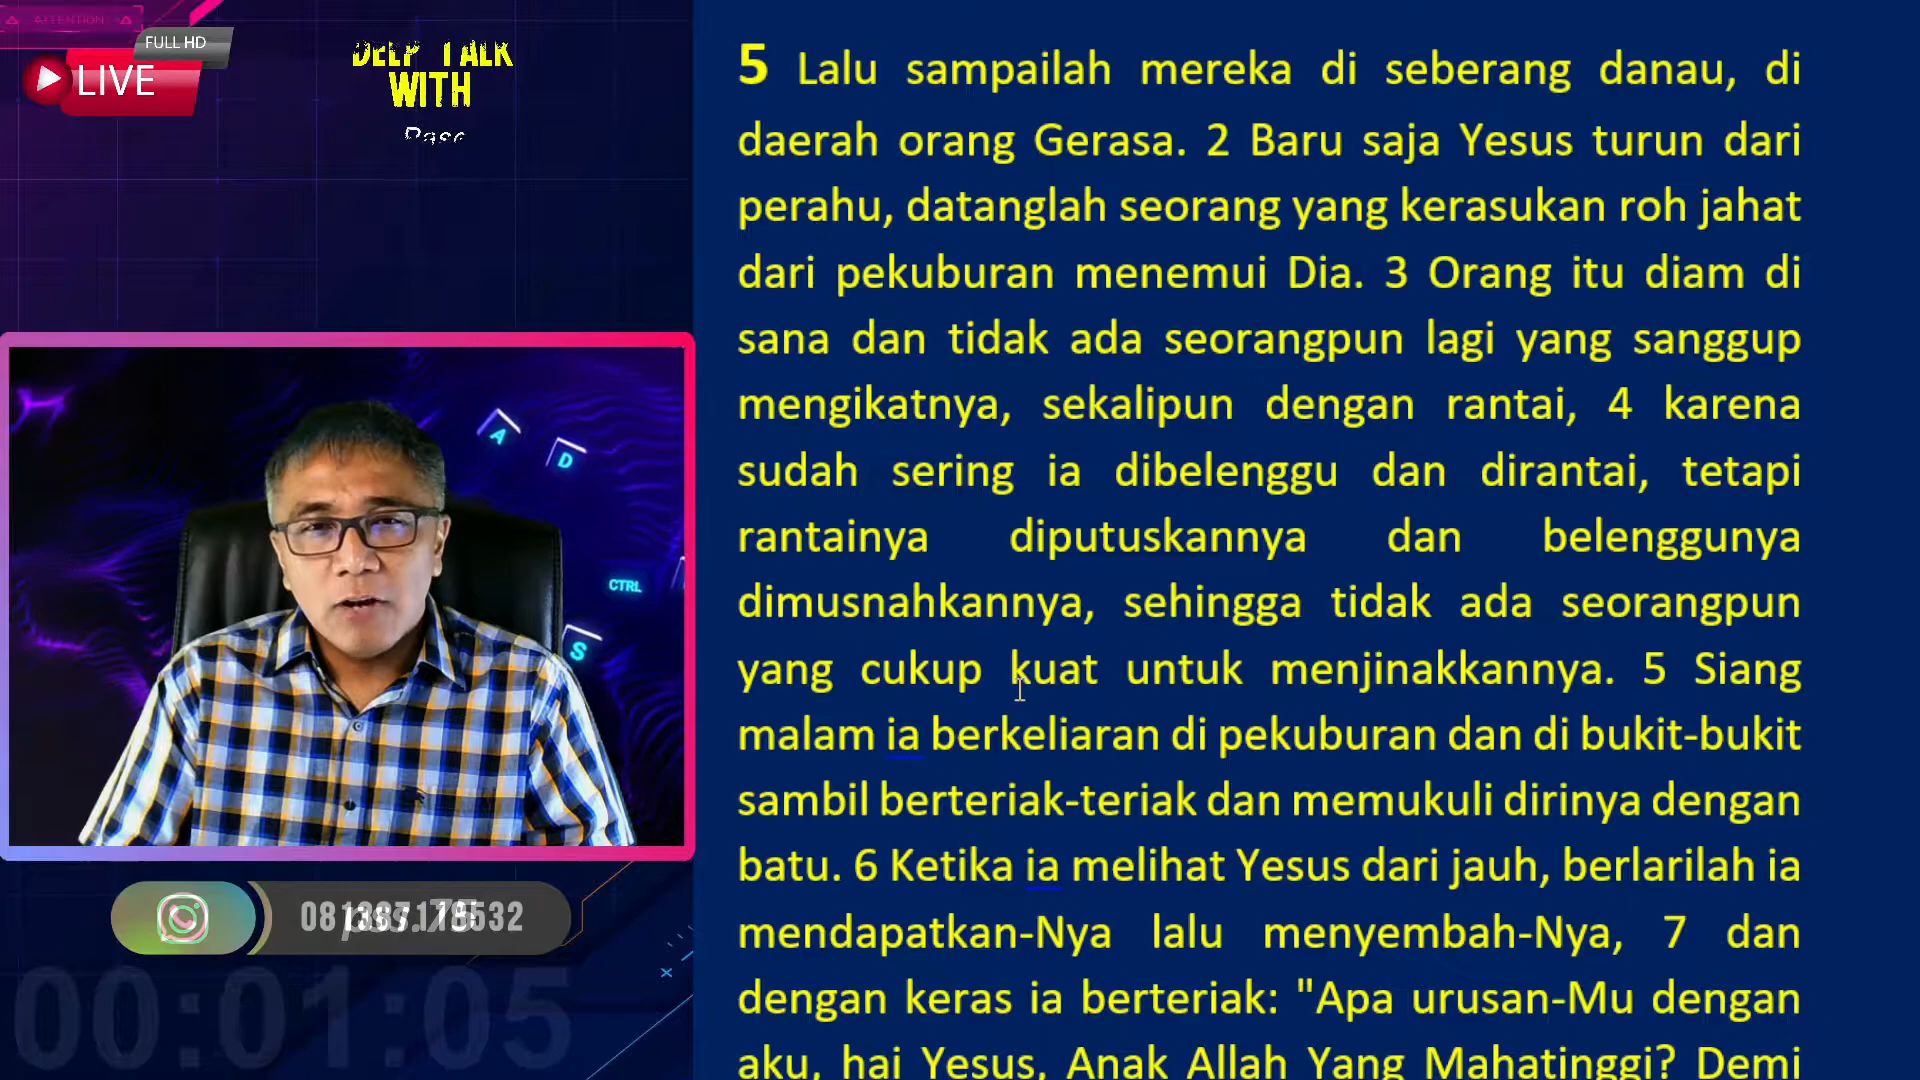 ATTENTION
FULL HD
LIVE
DEEP TALK
WITH
5 Lalu sampailah mereka di seberang danau, di
daerah orang Gerasa. 2 Baru saja Yesus turun dari
perahu, datanglah seorang yang kerasukan roh jahat
dari pekuburan menemui Dia. 3 Orang itu diam di
sana dan tidak ada seorangpun lagi yang sanggup
mengikatnya, sekalipun dengan rantai, 4 karena
sudah sering ia dibelenggu dan dirantai, tetapi
rantainya diputuskannya dan belenggunya
dimusnahkannya, sehingga tidak ada seorangpun
yang cukup kuat untuk menjinakkannya. 5 Siang
malam ia berkeliaran di pekuburan dan di bukit-bukit
sambil berteriak-teriak dan memukuli dirinya dengan
batu. 6 Ketika ia melihat Yesus dari jauh, berlarilah ia
mendapatkan-Nya lalu menyembah-Nya, 7 dan
dengan keras ia berteriak: "Apa urusan-Mu dengan
aku, hai Yesus, Anak Allah Yang Mahatinggi? Demi
A
D
CTRL
S
00:01:05